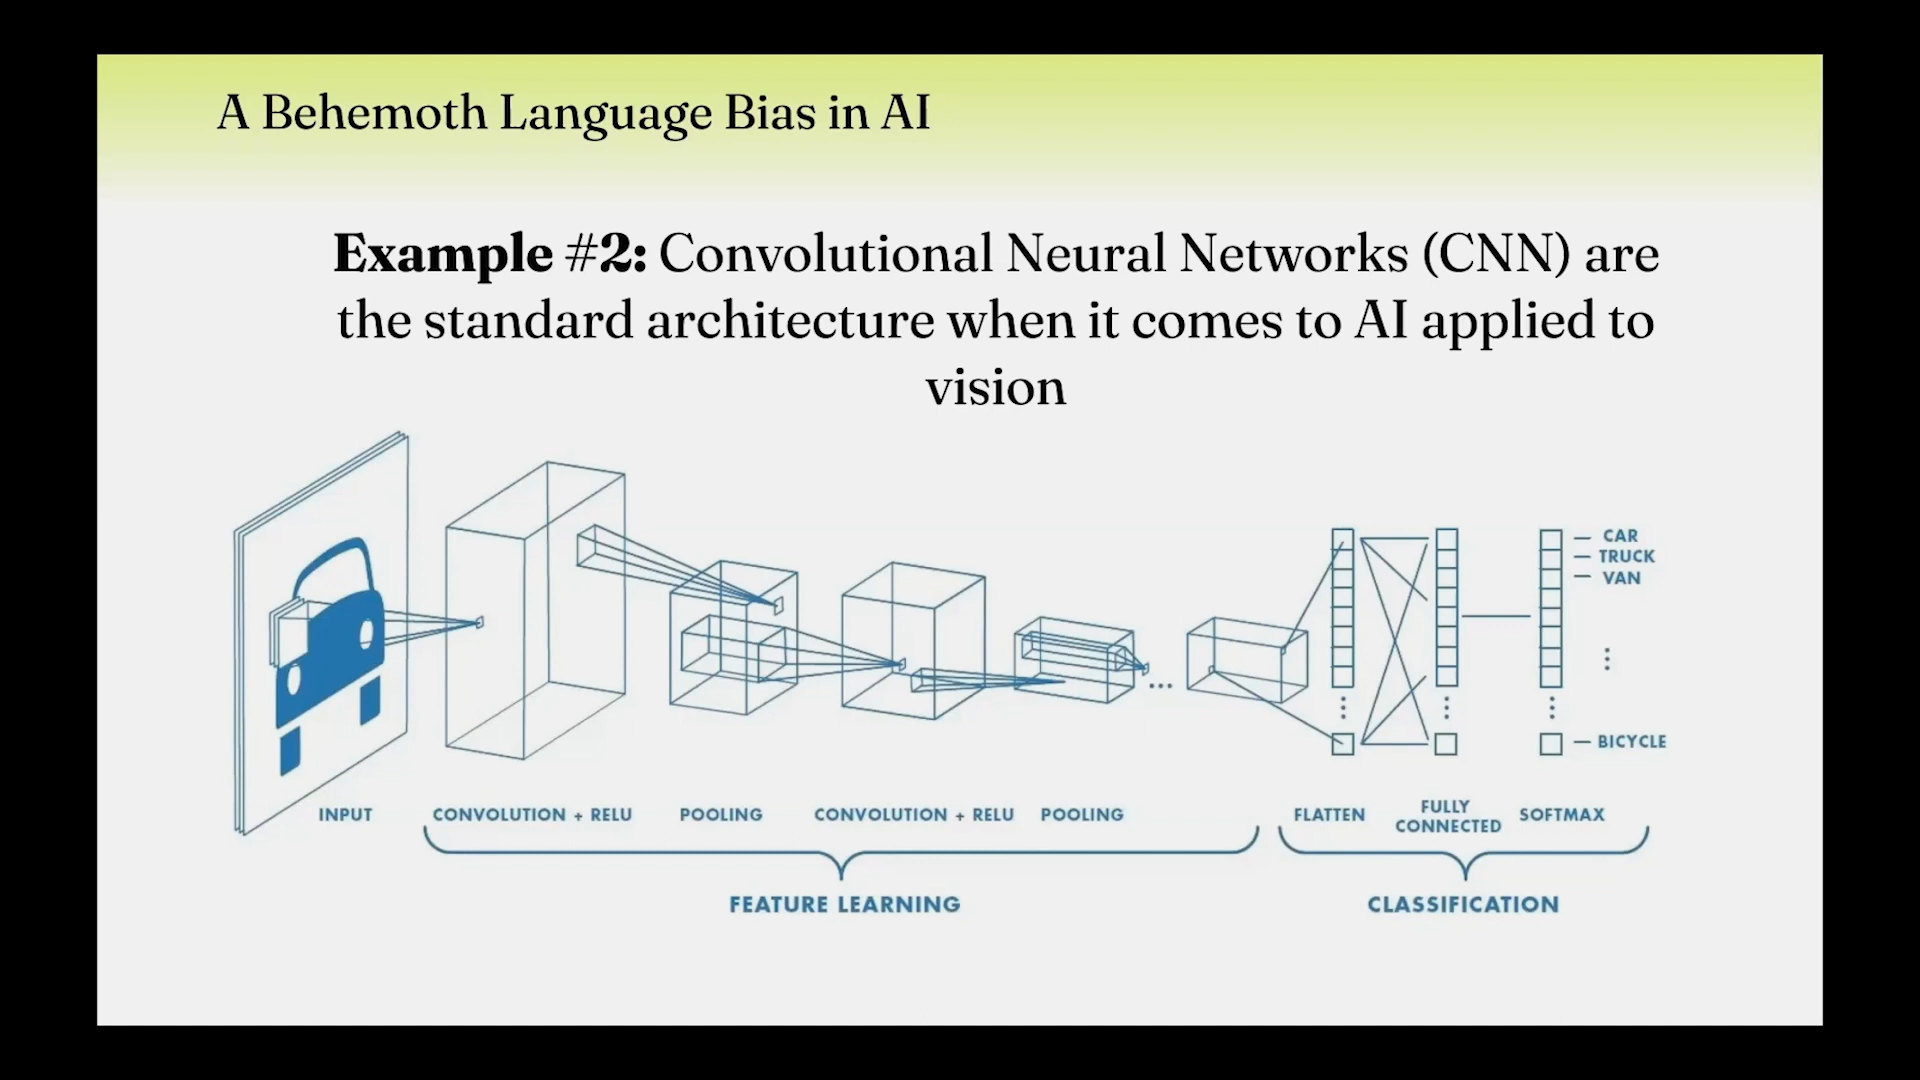 A Behemoth Language Bias in AI
Example #2: Convolutional Neural Networks (CNN) are
the standard architecture when it comes to AI applied to
vision
CAR
TRUCK
VAN
BICYCLE
INPUT
CONVOLUTION + RELU
POOLING
CONVOLUTION + RELU
POOLING
FLATTEN
FULLY
CONNECTED
SOFTMAX
FEATURE LEARNING
CLASSIFICATION